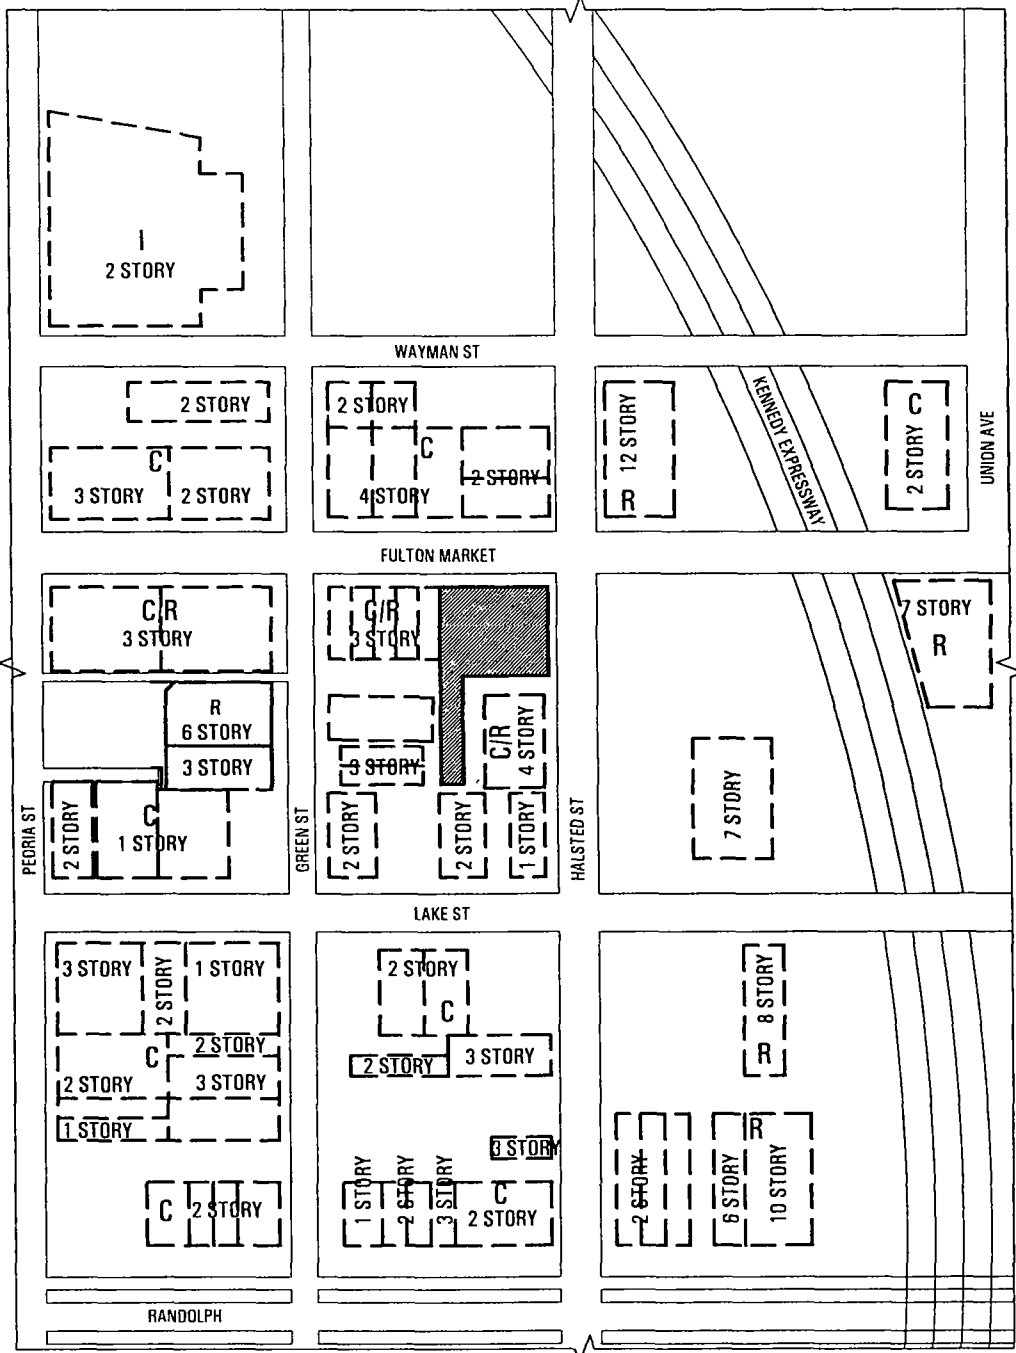 I
2 STORY
WAYMAN ST
2 STORY
C
3 STORY
2 STORY
2 STORY
C
4 STORY
2 STORY
12 STORY
R
KENNEDY EXPRESSWAY
C
2 STORY
UNION AVE
FULTON MARKET
C/R
3 STORY
C/R
3 STORY
7 STORY
R
R
6 STORY
3 STORY
3 STORY
C/R
4 STORY
7 STORY
PEORIA ST
2 STORY
C
1 STORY
GREEN ST
2 STORY
2 STORY
1 STORY
HALSTED ST
LAKE ST
3 STORY
2 STORY
1 STORY
C
2 STORY
2 STORY
3 STORY
1 STORY
2 STORY
C
2 STORY
3 STORY
8 STORY
R
3 STORY
C
2 STORY
1 STORY
2 STORY
3 STORY
C
2 STORY
2 STORY
6 STORY
R
10 STORY
RANDOLPH